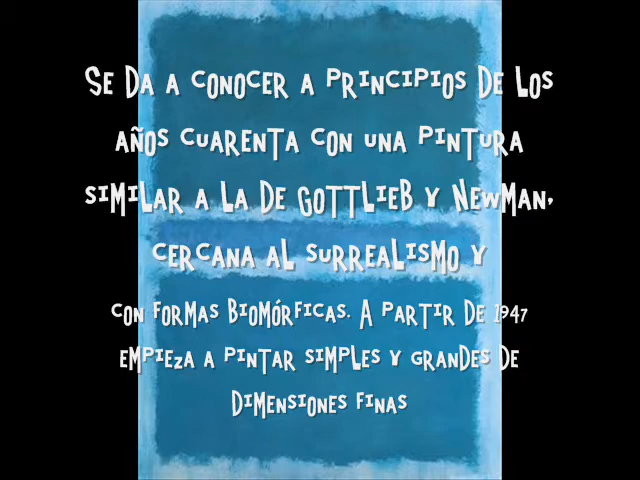 Se da a conocer a principios de los
años cuarenta con una pintura
similar a la de Gottlieb y Newman,
cercana al surrealismo y
con formas biomórficas. A partir de 1947
empieza a pintar simples y grandes de
dimensiones finas